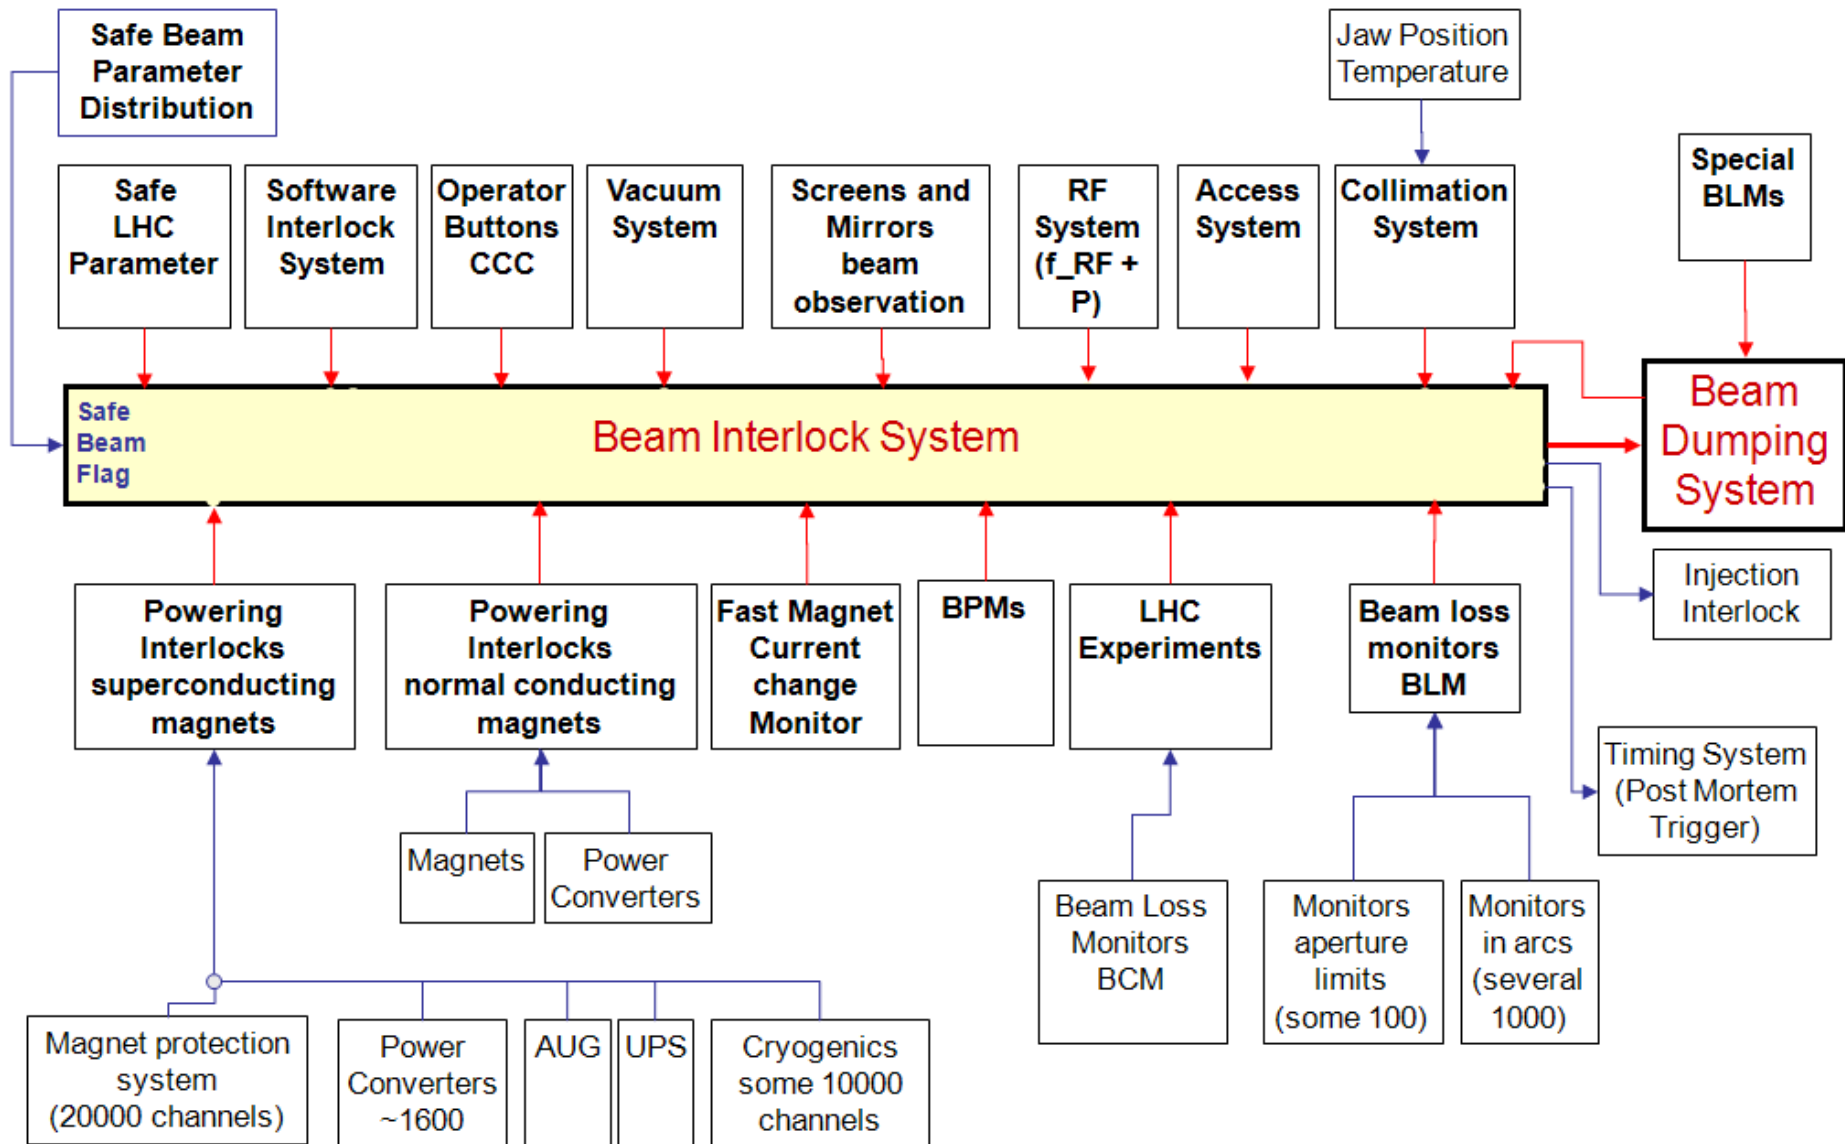 Safe Beam
Parameter
Distribution
Jaw Position
Temperature
Safe
LHC
Parameter
Software
Interlock
System
Operator
Buttons
CCC
Vacuum
System
Screens and
Mirrors
beam
observation
RF
System
(f_RF +
P)
Access
System
Collimation
System
Special
BLMs
Safe
Beam
Flag
Beam Interlock System
Beam
Dumping
System
Powering
Interlocks
superconducting
magnets
Powering
Interlocks
normal conducting
magnets
Fast Magnet
Current
change
Monitor
BPMs
LHC
Experiments
Beam loss
monitors
BLM
Injection
Interlock
Timing System
(Post Mortem
Trigger)
Magnets
Power
Converters
Beam Loss
Monitors
BCM
Monitors
aperture
limits
(some 100)
Monitors
in arcs
(several
1000)
Magnet protection
system
(20000 channels)
Power
Converters
~1600
AUG
UPS
Cryogenics
some 10000
channels